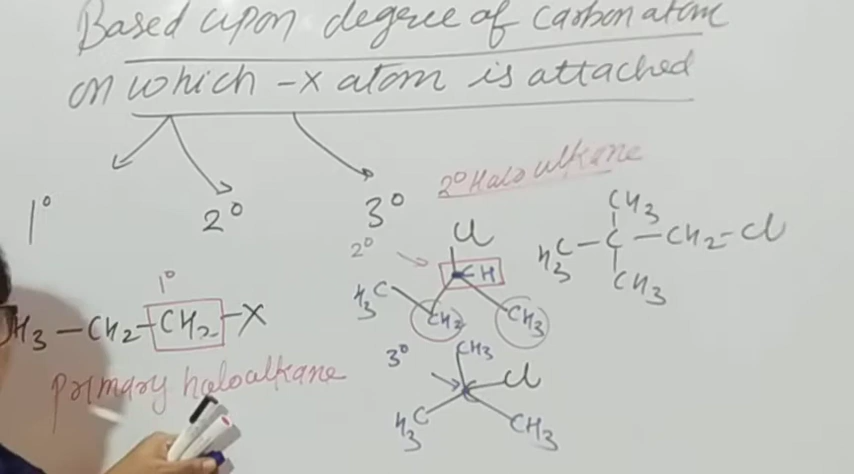 Based upon degree of carbon atom
on which -X atom is attached
1° 2° 3°
2° Haloalkane
CH3
H3C-C-CH2-Cl
CH3
2°
Cl
CH
H3C
CH2
CH3
1°
H3-CH2-CH2-X
Primary haloalkane
3°
CH3
C-Cl
H3C
CH3